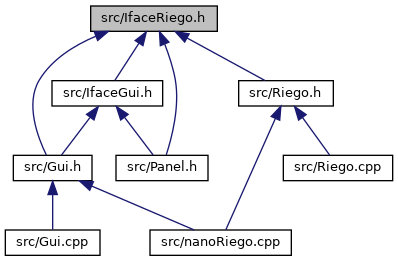 src/IfaceRiego.h
src/IfaceGui.h
src/Riego.h
src/Gui.h
src/Panel.h
src/Riego.cpp
src/Gui.cpp
src/nanoRiego.cpp